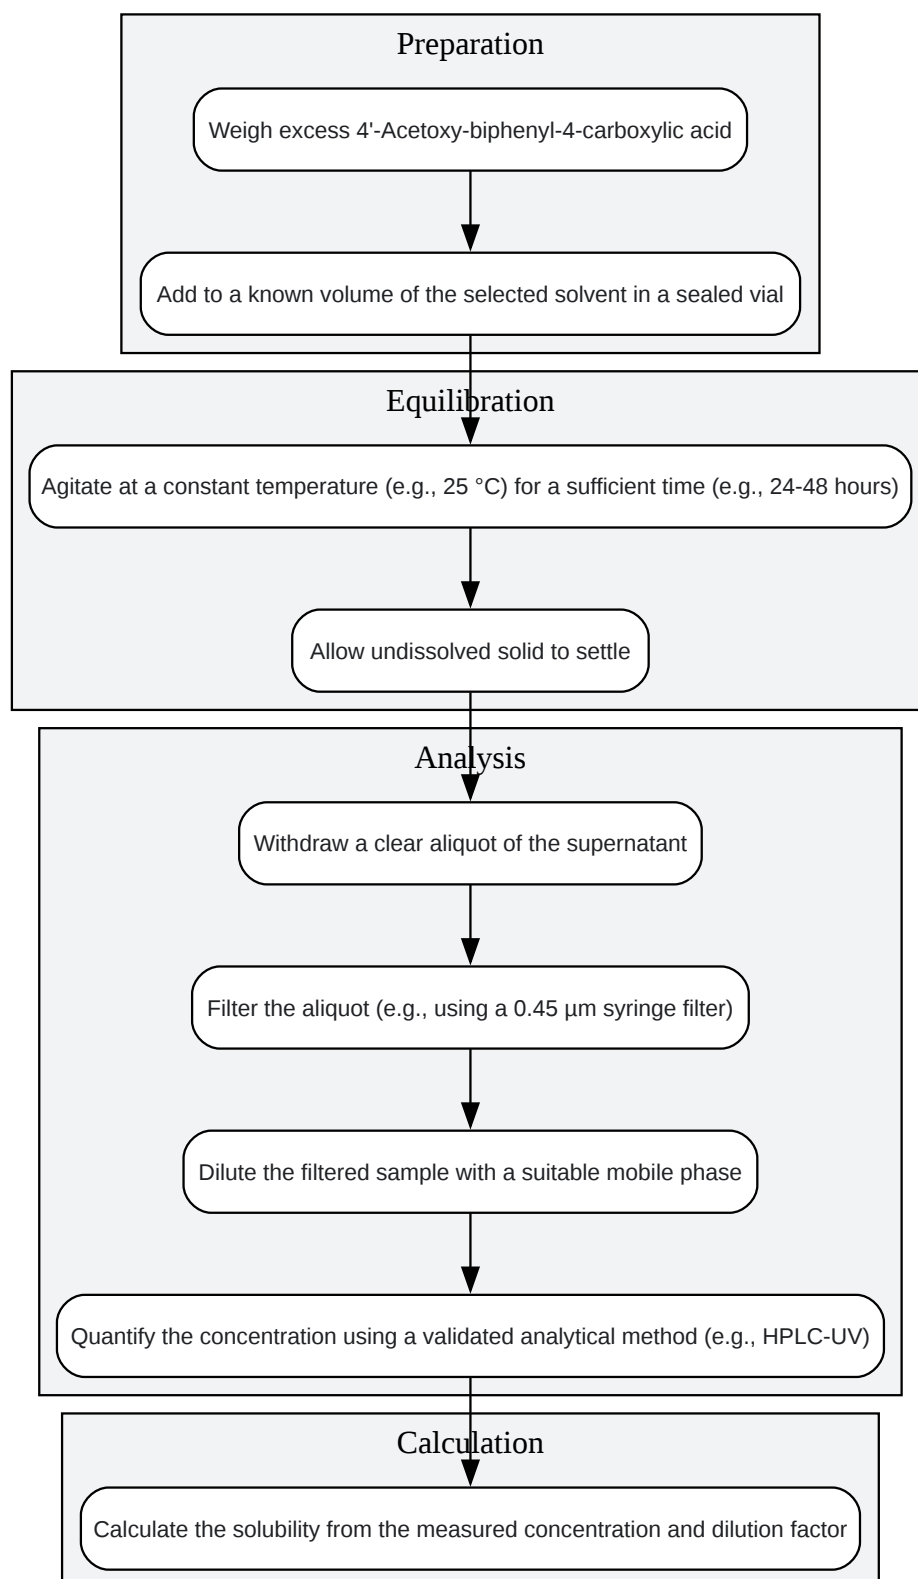 Preparation
Weigh excess 4'-Acetoxy-biphenyl-4-carboxylic acid
Add to a known volume of the selected solvent in a sealed vial
Equilibration
Agitate at a constant temperature (e.g., 25 °C) for a sufficient time (e.g., 24-48 hours)
Allow undissolved solid to settle
Analysis
Withdraw a clear aliquot of the supernatant
Filter the aliquot (e.g., using a 0.45 µm syringe filter)
Dilute the filtered sample with a suitable mobile phase
Quantify the concentration using a validated analytical method (e.g., HPLC-UV)
Calculation
Calculate the solubility from the measured concentration and dilution factor